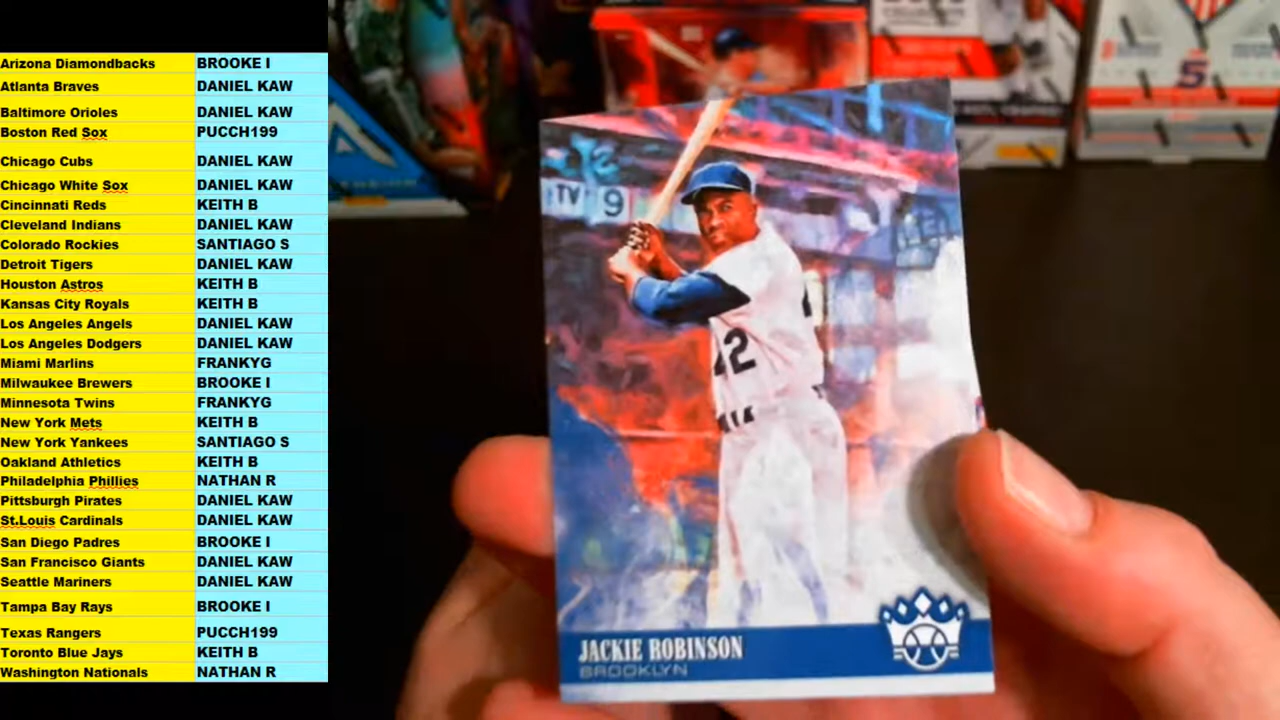 Arizona Diamondbacks BROOKE I
Atlanta Braves DANIEL KAW
Baltimore Orioles DANIEL KAW
Boston Red Sox PUCCH199
Chicago Cubs DANIEL KAW
Chicago White Sox DANIEL KAW
Cincinnati Reds KEITH B
Cleveland Indians DANIEL KAW
Colorado Rockies SANTIAGO S
Detroit Tigers DANIEL KAW
Houston Astros KEITH B
Kansas City Royals KEITH B
Los Angeles Angels DANIEL KAW
Los Angeles Dodgers DANIEL KAW
Miami Marlins FRANKYG
Milwaukee Brewers BROOKE I
Minnesota Twins FRANKYG
New York Mets KEITH B
New York Yankees SANTIAGO S
Oakland Athletics KEITH B
Philadelphia Phillies NATHAN R
Pittsburgh Pirates DANIEL KAW
St.Louis Cardinals DANIEL KAW
San Diego Padres BROOKE I
San Francisco Giants DANIEL KAW
Seattle Mariners DANIEL KAW
Tampa Bay Rays BROOKE I
Texas Rangers PUCCH199
Toronto Blue Jays KEITH B
Washington Nationals NATHAN R
5
TV 9
42
JACKIE ROBINSON
BROOKLYN